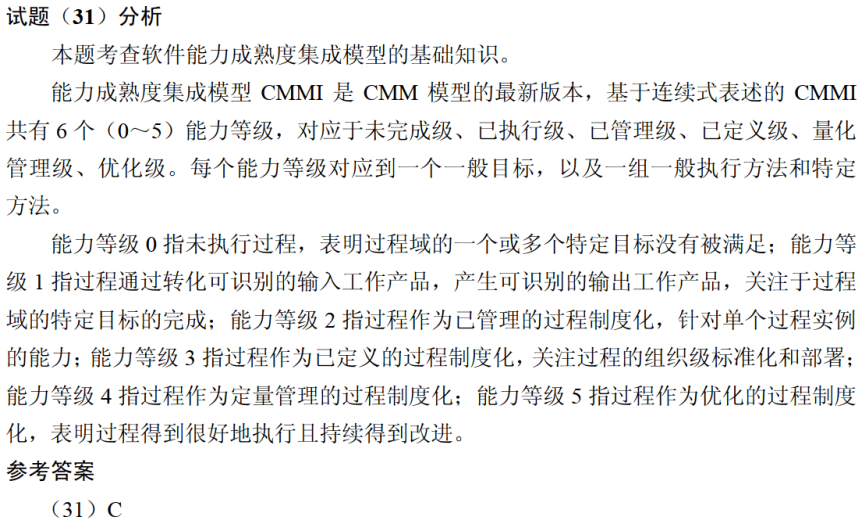 试题（31）分析
本题考查软件能力成熟度集成模型的基础知识。
能力成熟度集成模型 CMMI 是 CMM 模型的最新版本，基于连续式表述的 CMMI
共有 6 个（0～5）能力等级，对应于未完成级、已执行级、已管理级、已定义级、量化
管理级、优化级。每个能力等级对应到一个一般目标，以及一组一般执行方法和特定
方法。
能力等级 0 指未执行过程，表明过程域的一个或多个特定目标没有被满足；能力等
级 1 指过程通过转化可识别的输入工作产品，产生可识别的输出工作产品，关注于过程
域的特定目标的完成；能力等级 2 指过程作为已管理的过程制度化，针对单个过程实例
的能力；能力等级 3 指过程作为已定义的过程制度化，关注过程的组织级标准化和部署；
能力等级 4 指过程作为定量管理的过程制度化；能力等级 5 指过程作为优化的过程制度
化，表明过程得到很好地执行且持续得到改进。
参考答案
（31）C